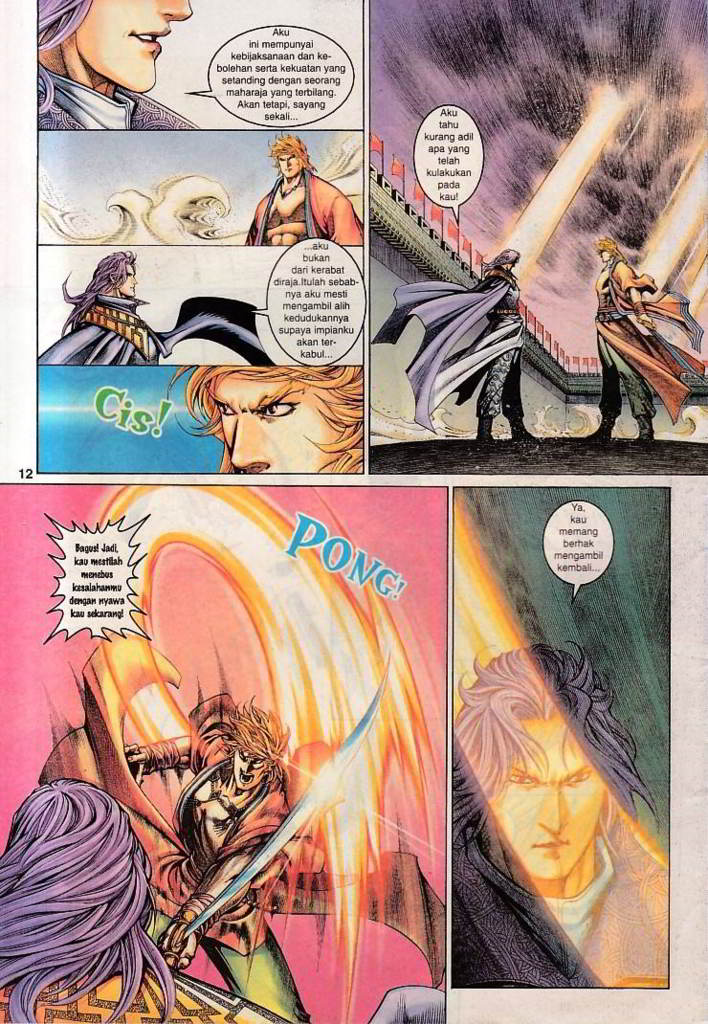 Aku
ini mempunyai
kebijaksanaan dan ke-
bolehan serta kekuatan yang
setanding dengan seorang
maharaja yang terbilang.
Akan tetapi, sayang
sekali...
...aku
bukan
dari kerabat
diraja.Itulah sebab-
nya aku mesti
mengambil alih
kedudukannya
supaya impianku
akan ter-
kabul...
Cis!
Aku
tahu
kurang adil
apa yang
telah
kulakukan
pada
kau!
12
Bagus! Jadi,
kau mestilah
menebus
kesalahanmu
dengan nyawa
kau sekarang!
PONG!
Ya,
kau
memang
berhak
mengambil
kembali...